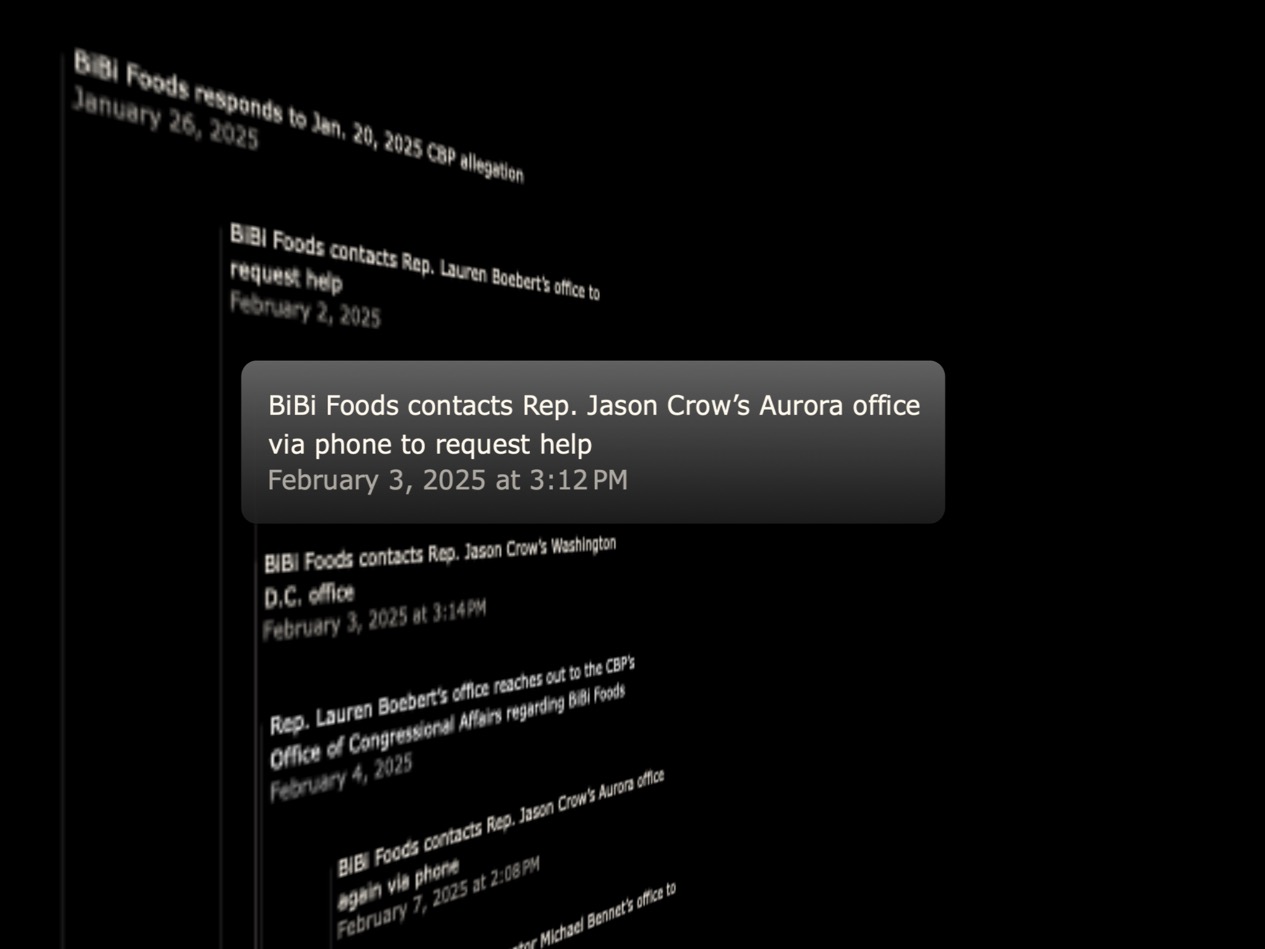 BiBi Foods responds to Jan. 20, 2025 CBP allegation
January 26, 2025
BiBi Foods contacts Rep. Lauren Boebert's office to
request help
February 2, 2025
BiBi Foods contacts Rep. Jason Crow’s Aurora office
via phone to request help
February 3, 2025 at 3:12 PM
BiBi Foods contacts Rep. Jason Crow's Washington
D.C. office
February 3, 2025 at 3:14 PM
Rep. Lauren Boebert's office reaches out to the CBP's
Office of Congressional Affairs regarding BiBi Foods
February 4, 2025
BiBi Foods contacts Rep. Jason Crow's Aurora office
again via phone
February 7, 2025 at 2:08 PM
Michael Bennet's office to